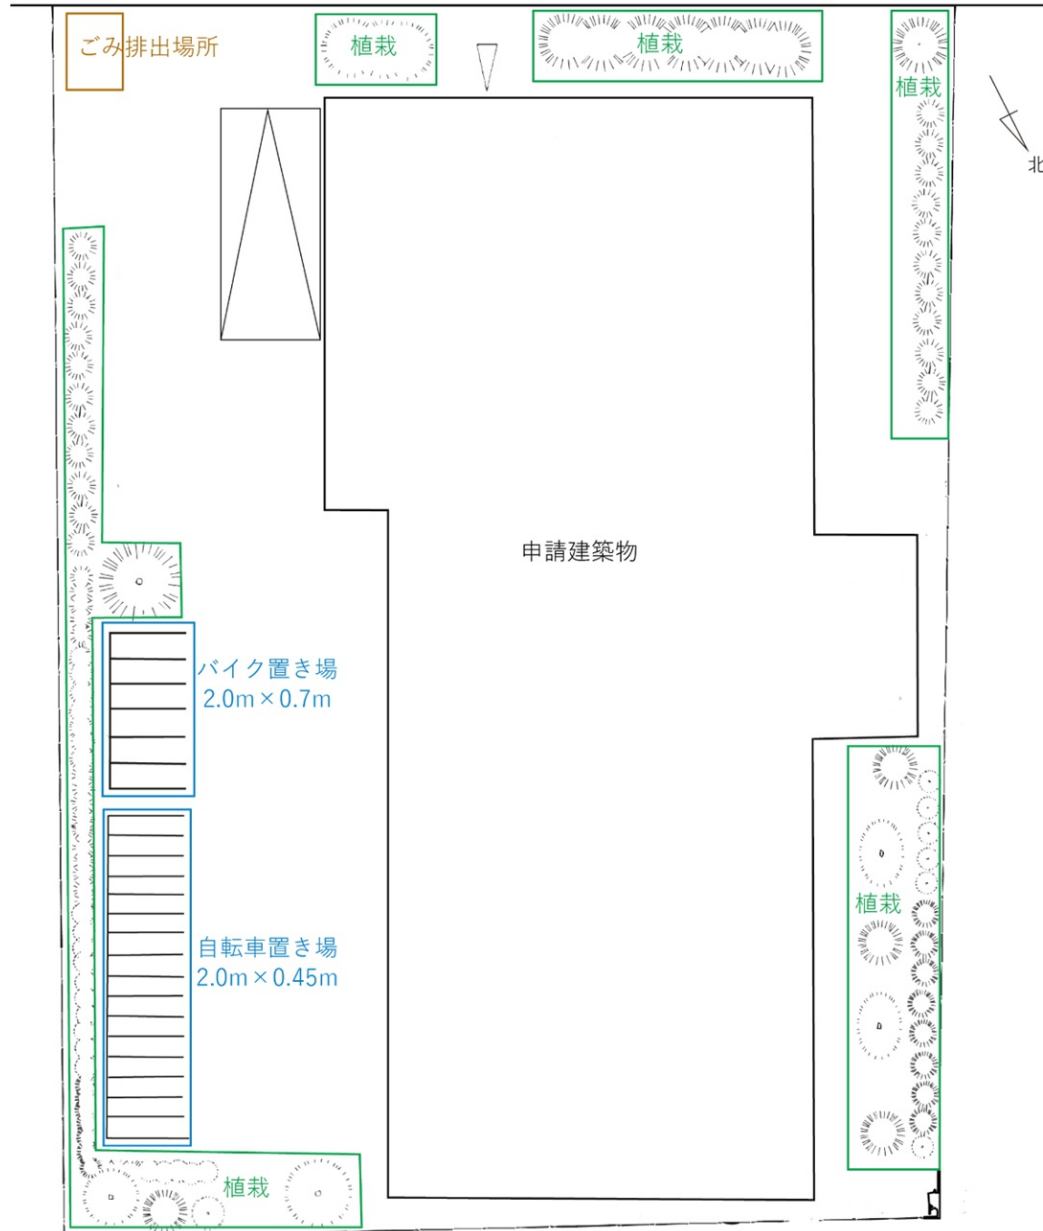 ごみ排出場所
植栽
植栽
植栽
北
申請建築物
バイク置き場
2.0m×0.7m
植栽
自転車置き場
2.0m×0.45m
植栽